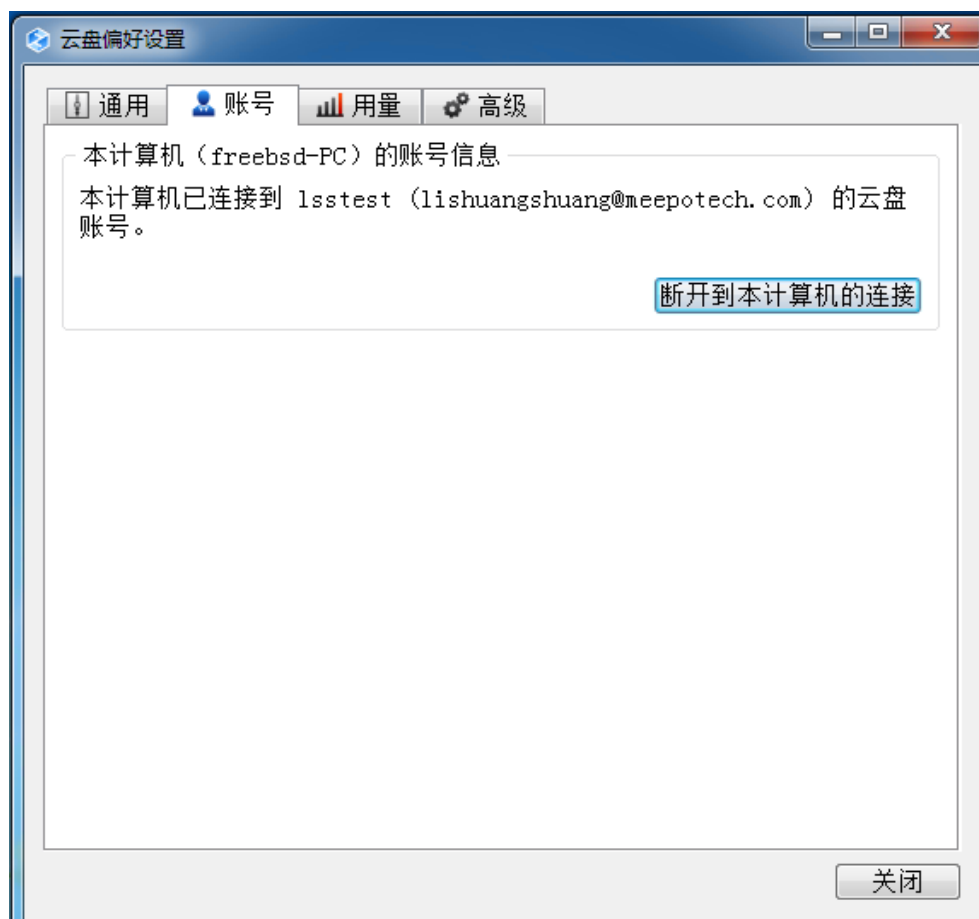 云盘偏好设置
通用 账号 用量 高级
本计算机（freebsd-PC）的账号信息
本计算机已连接到 lsstest (lishuangshuang@meepotech.com) 的云盘
账号。
断开到本计算机的连接
关闭